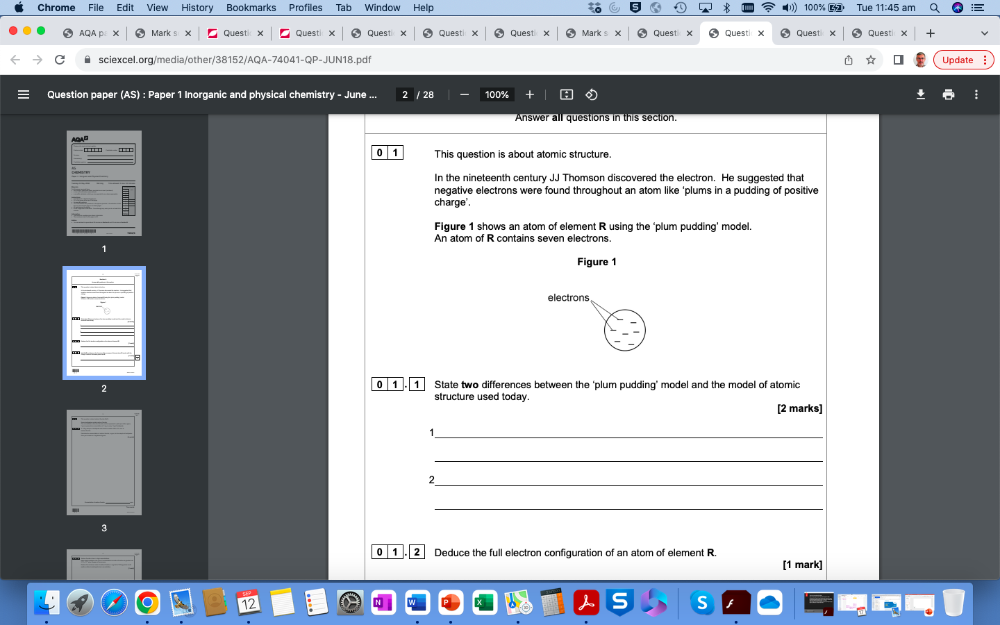 Chrome File Edit View History Bookmarks Profiles Tab Window Help 100% Tue 11:45 am
AQA pa Mark s Questi Questi Questi Questi Questi Mark s Questi Questi Questi Questi
sciexcel.org/media/other/38152/AQA-74041-QP-JUN18.pdf Update
Question paper (AS) : Paper 1 Inorganic and physical chemistry - June ... 2 / 28 100%
AQA
AS
CHEMISTRY
1
2
3
Answer all questions in this section.
0 1 This question is about atomic structure.
In the nineteenth century JJ Thomson discovered the electron. He suggested that
negative electrons were found throughout an atom like ‘plums in a pudding of positive
charge’.
Figure 1 shows an atom of element R using the ‘plum pudding’ model.
An atom of R contains seven electrons.
Figure 1
electrons
0 1 . 1 State two differences between the ‘plum pudding’ model and the model of atomic
structure used today.
[2 marks]
1
2
0 1 . 2 Deduce the full electron configuration of an atom of element R.
[1 mark]
SEP
12
N W P X S S
17